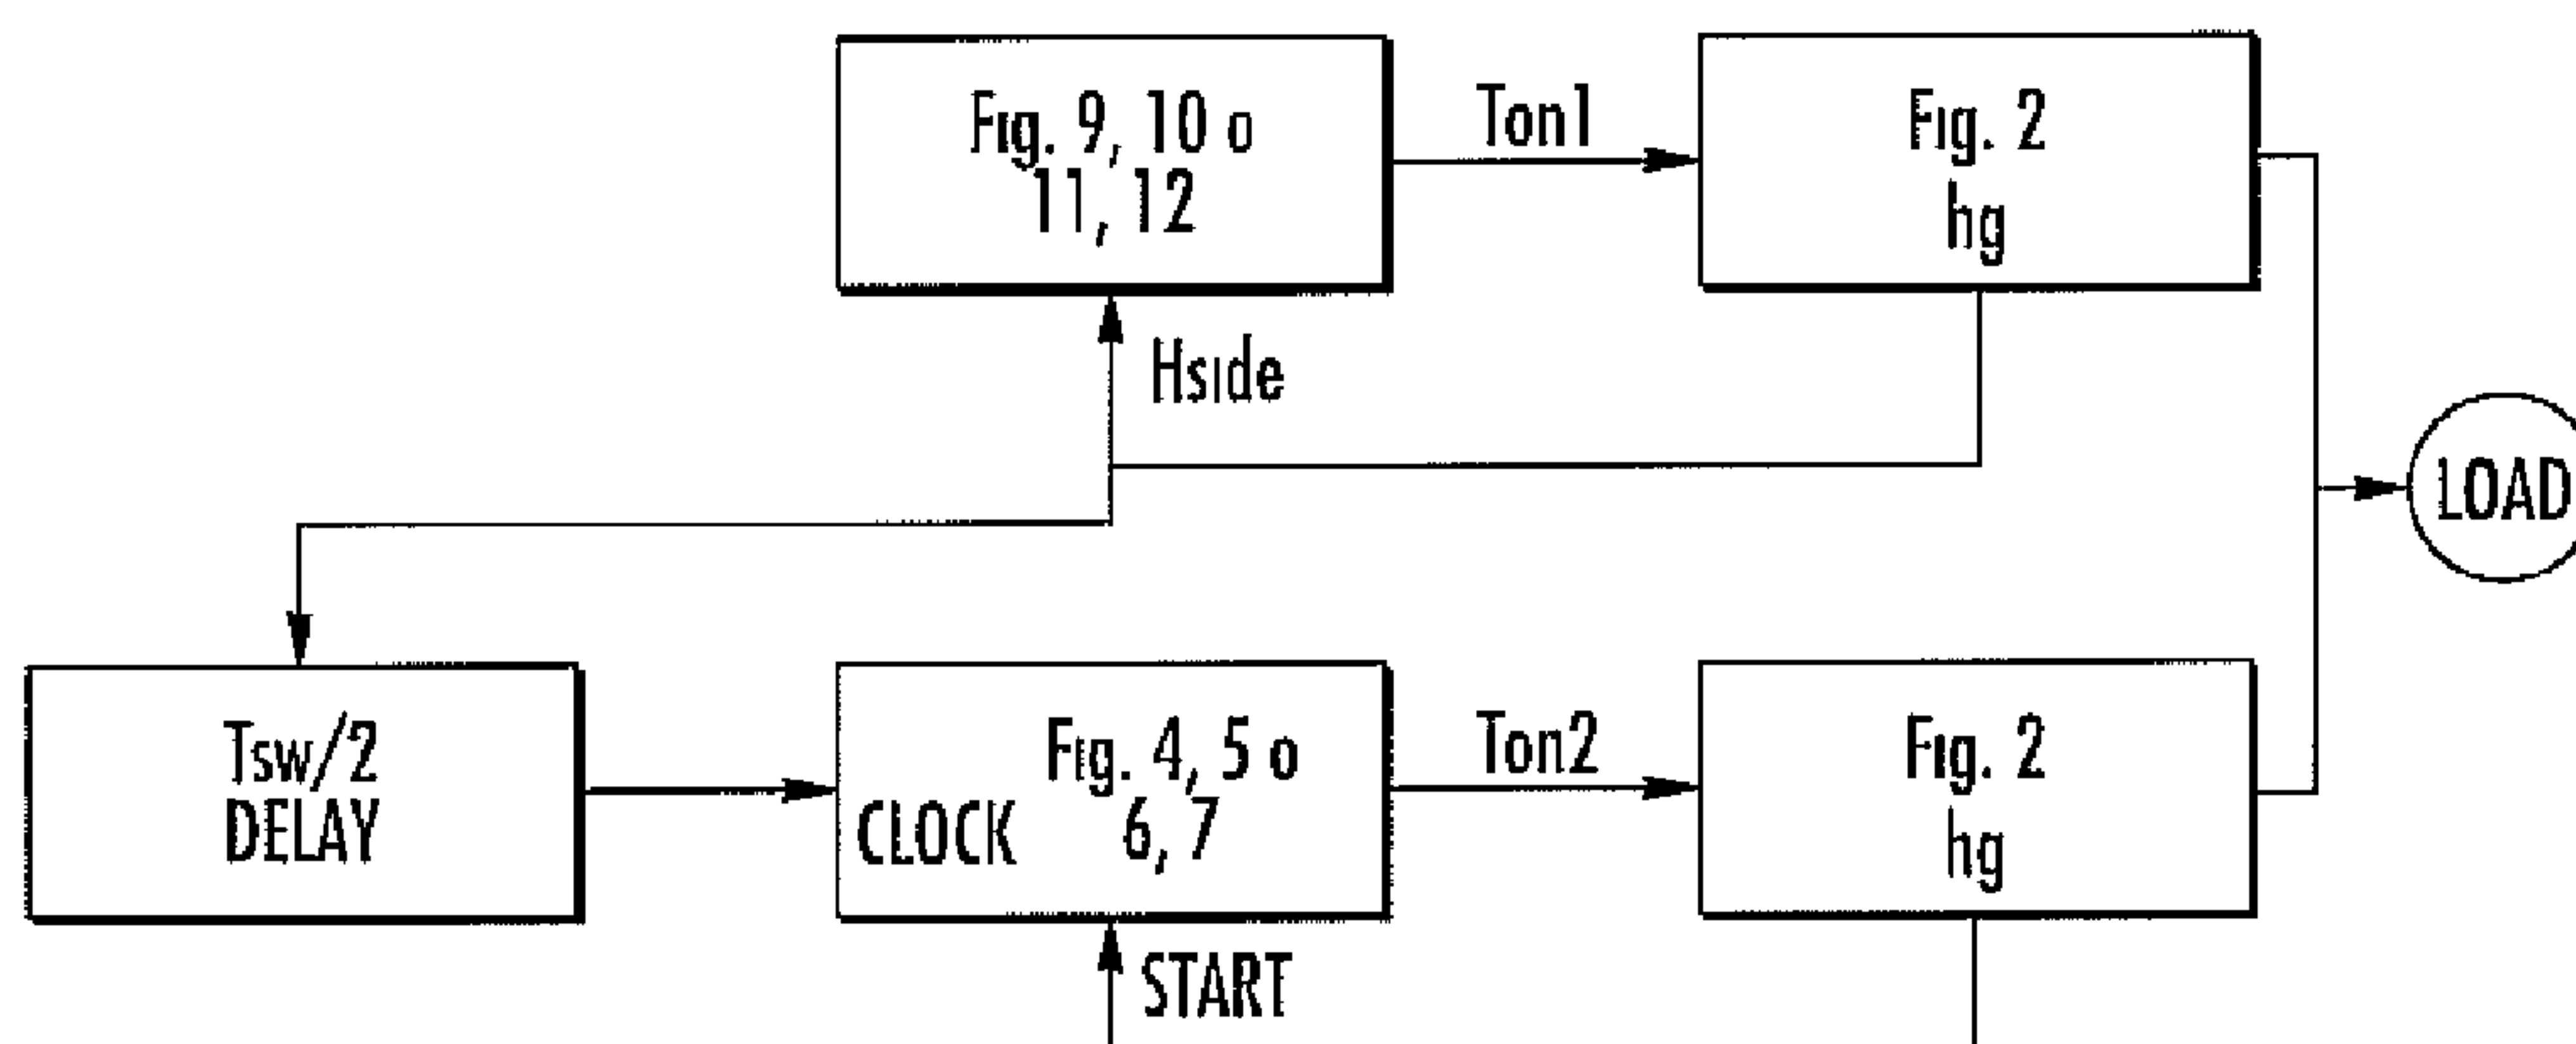 Fig. 9, 10 o
11, 12
Ton1
Fig. 2
hg
Hside
LOAD
Tsw/2
DELAY
CLOCK
Fig. 4, 5 o
6, 7
Ton2
Fig. 2
hg
START